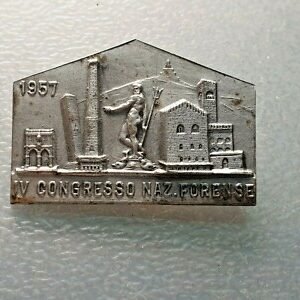 1957
IV CONGRESSO NAZ. FORENSE